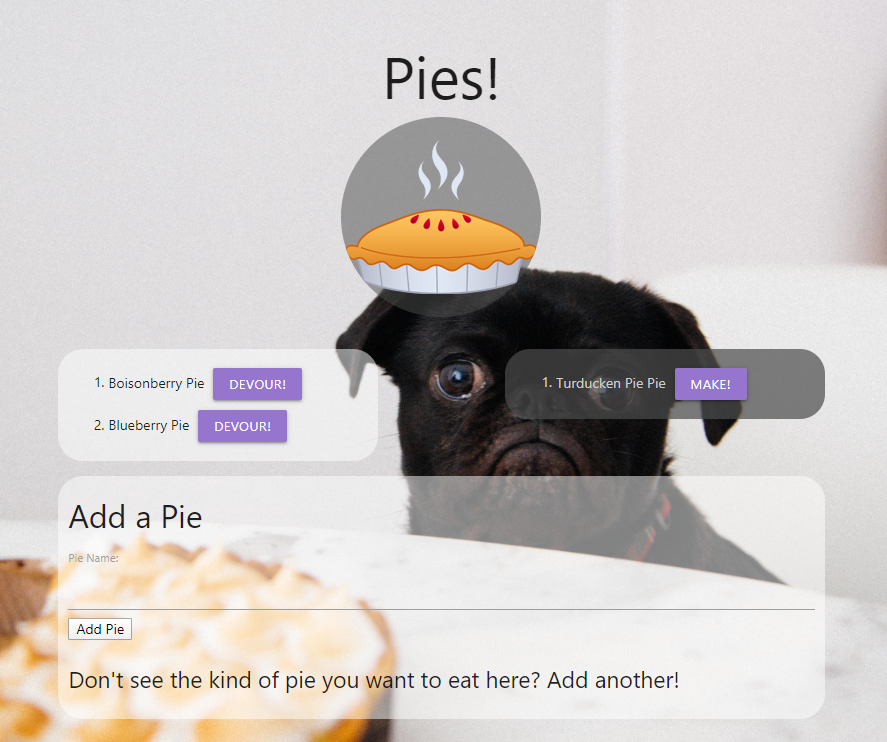 Pies!
1. Boisonberry Pie DEVOUR!
2. Blueberry Pie DEVOUR!
1. Turducken Pie Pie MAKE!
Add a Pie
Pie Name:
Add Pie
Don't see the kind of pie you want to eat here? Add another!